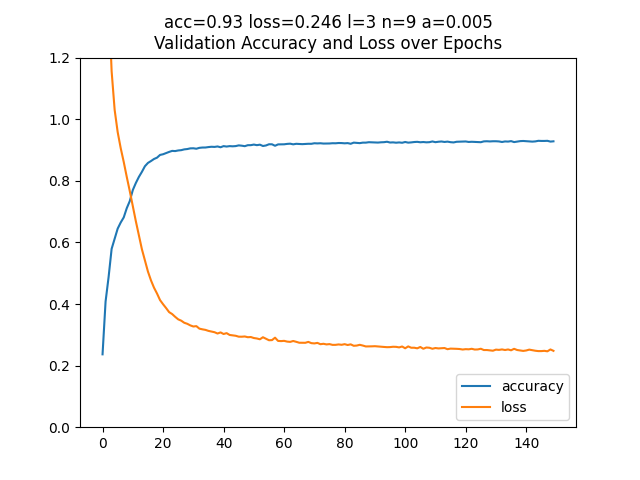 acc=0.93 loss=0.246 l=3 n=9 a=0.005
Validation Accuracy and Loss over Epochs
1.2
1.0
0.8
0.6
0.4
0.2
0.0
0 20 40 60 80 100 120 140
accuracy
loss